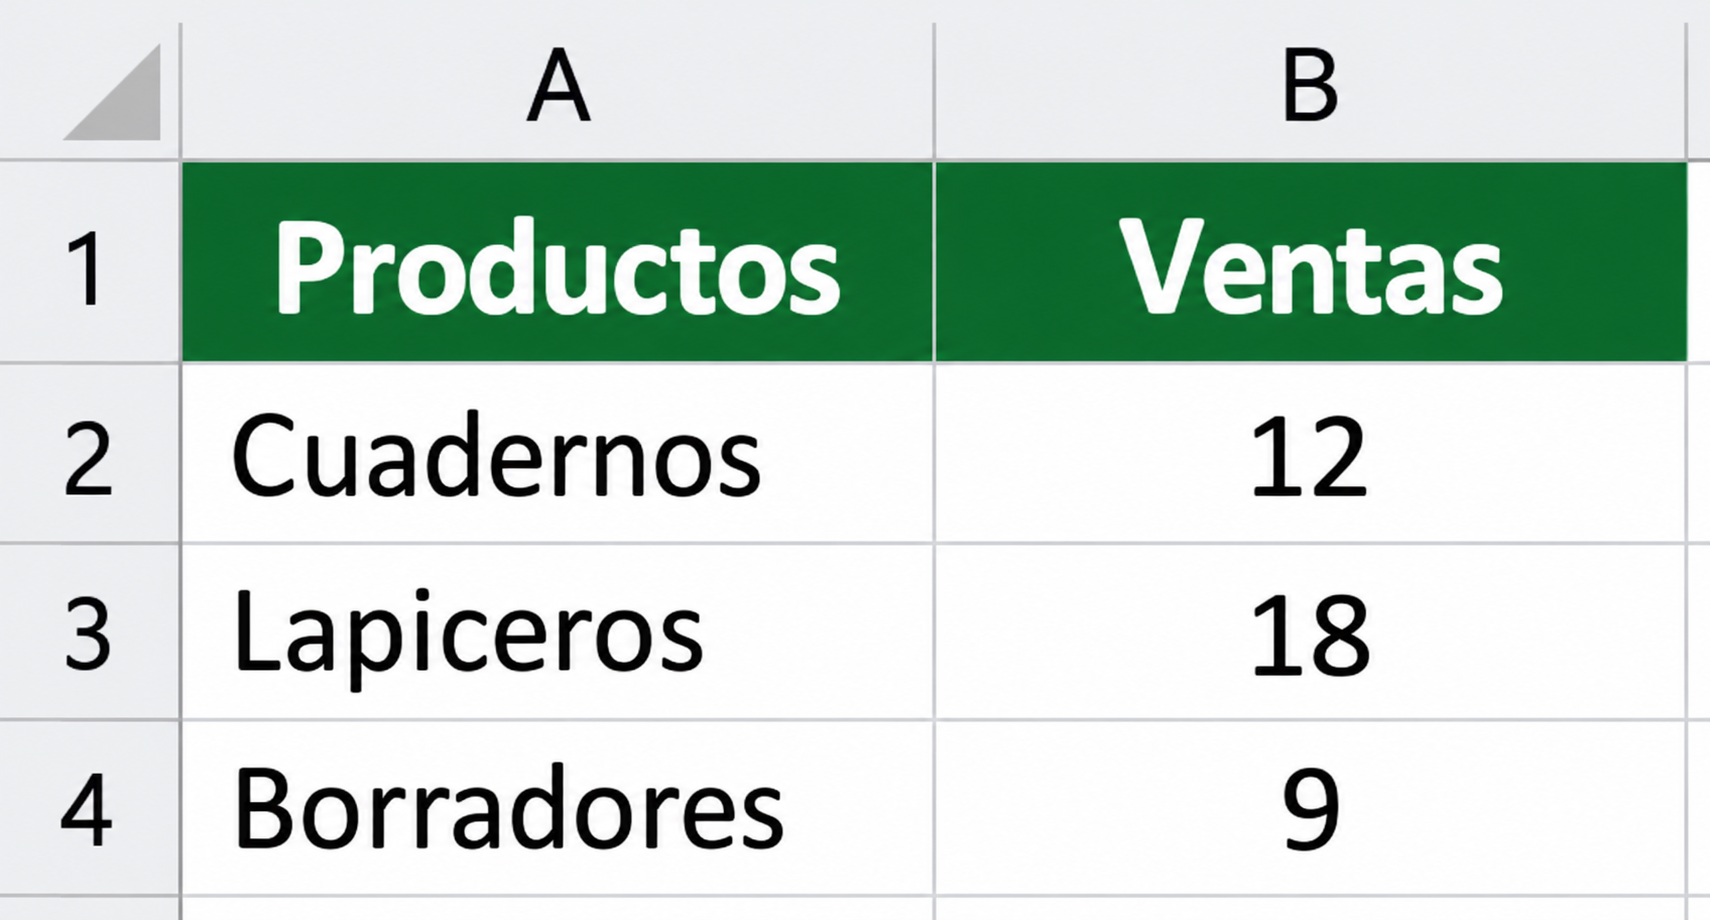 A B
1 Productos Ventas
2 Cuadernos 12
3 Lapiceros 18
4 Borradores 9